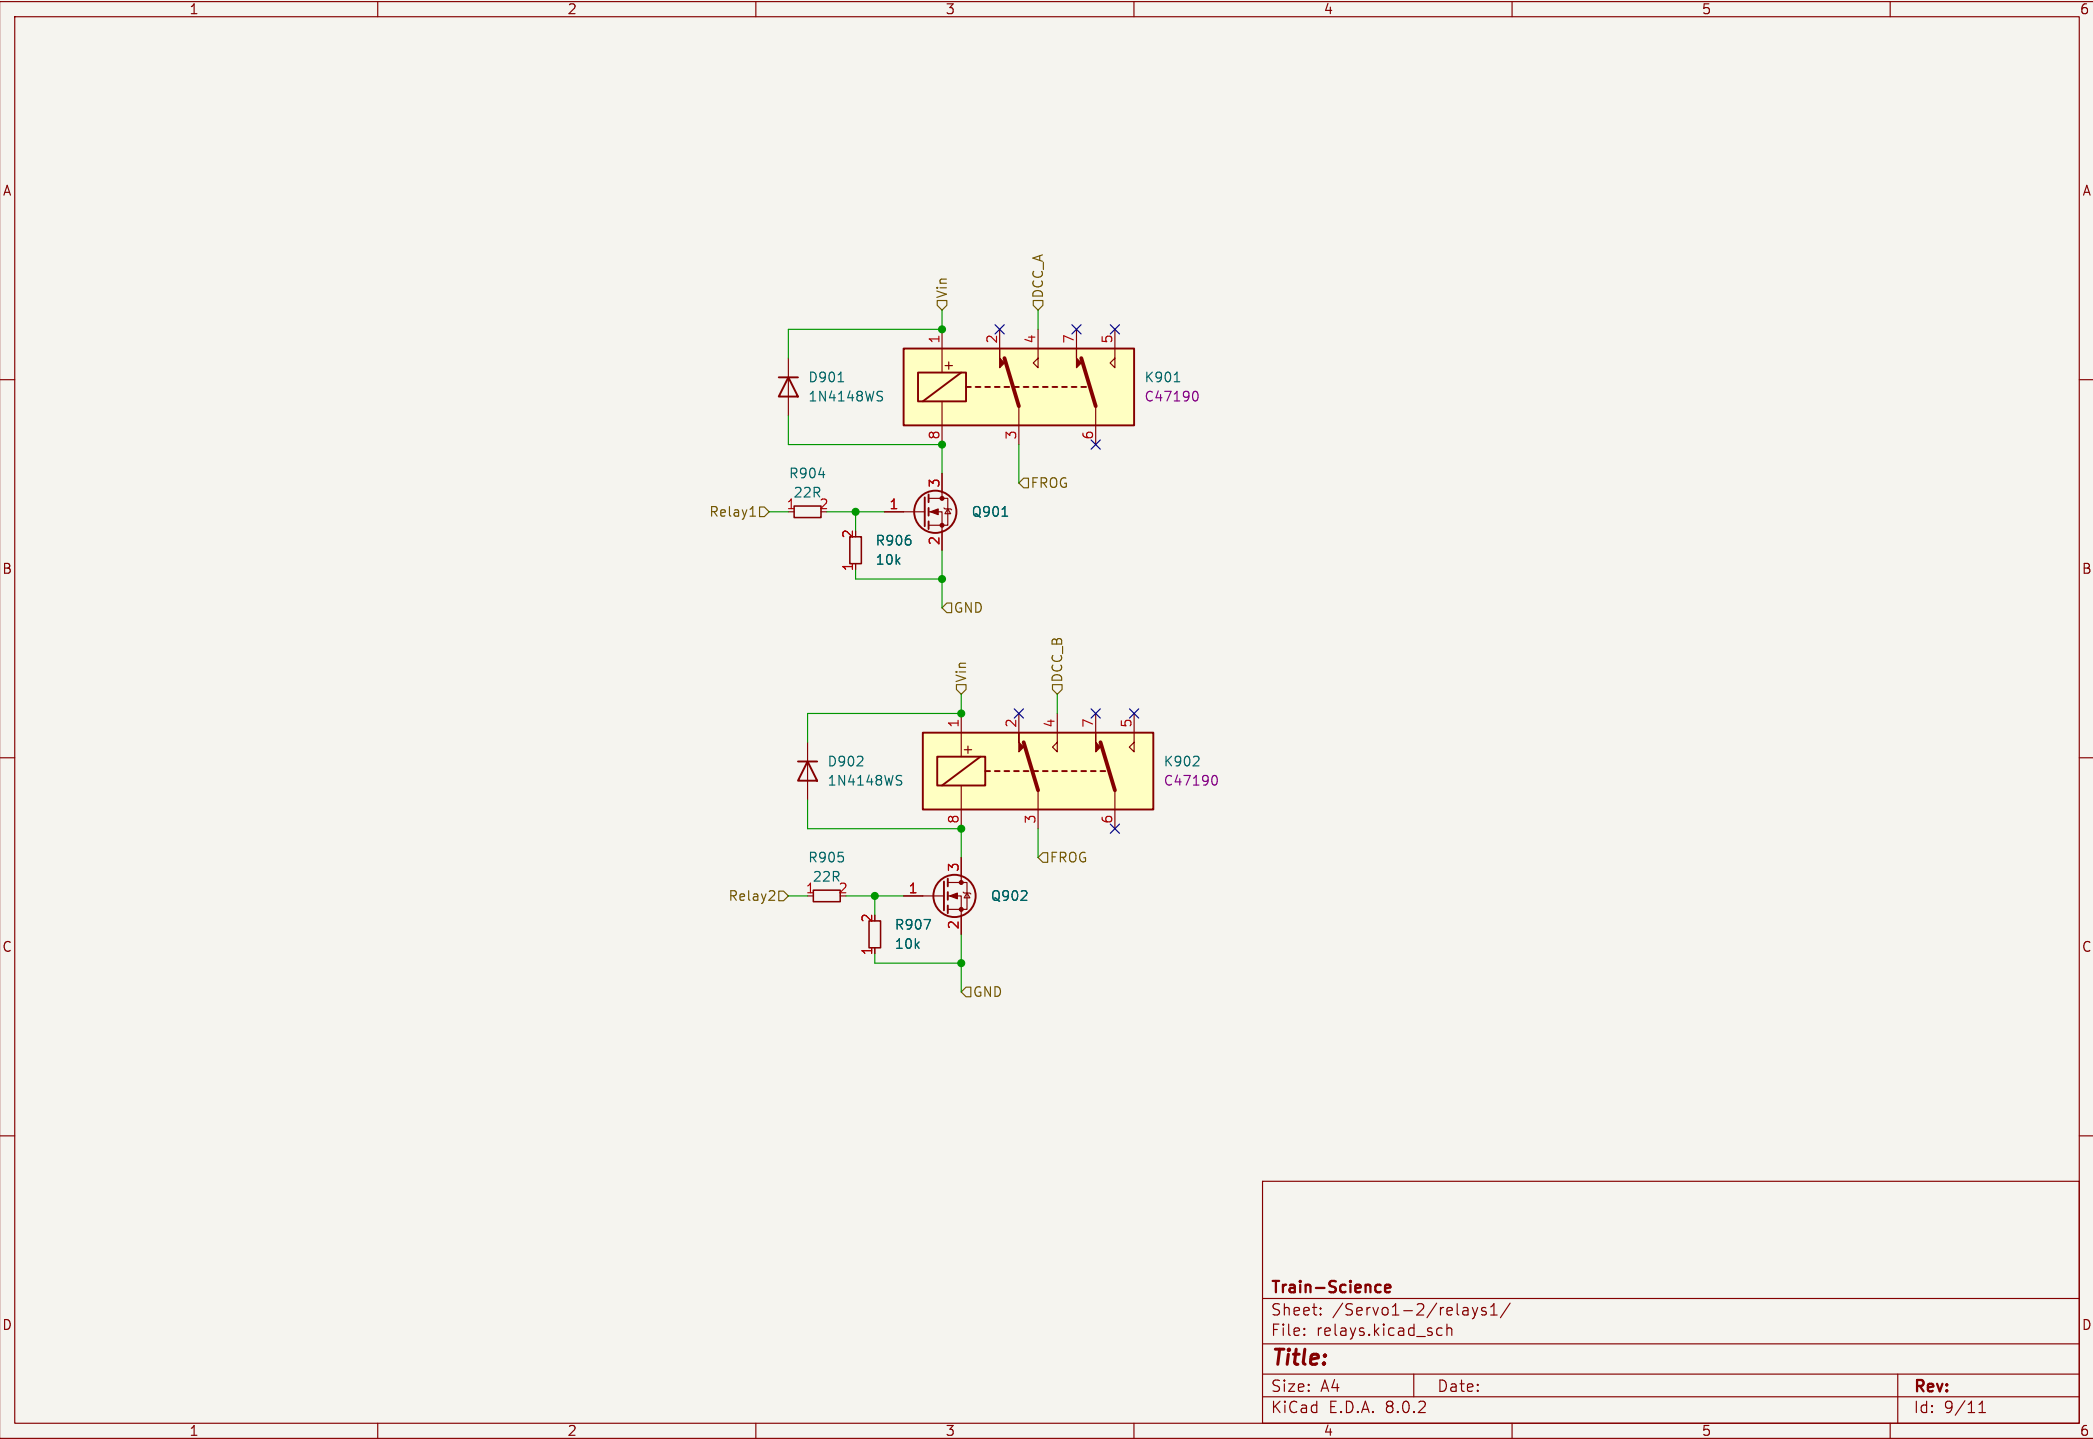 1 2 3 4 5 6
A A
Vin
DCC_A
1 2 4 7 5
+
D901
1N4148WS
K901
C47190
8 3 6
R904
22R
FROG
Relay1 1 2 1 3 Q901
2
R906
10k
2
1
B B
GND
Vin
DCC_B
1 2 4 7 5
+
D902
1N4148WS
K902
C47190
8 3 6
R905
22R
FROG
Relay2 1 2 1 3 Q902
2
R907
10k
2
1
C C
GND
Train-Science
Sheet: /Servo1-2/relays1/
File: relays.kicad_sch
D D
Title:
Size: A4 Date: Rev:
KiCad E.D.A. 8.0.2 Id: 9/11
1 2 3 4 5 6